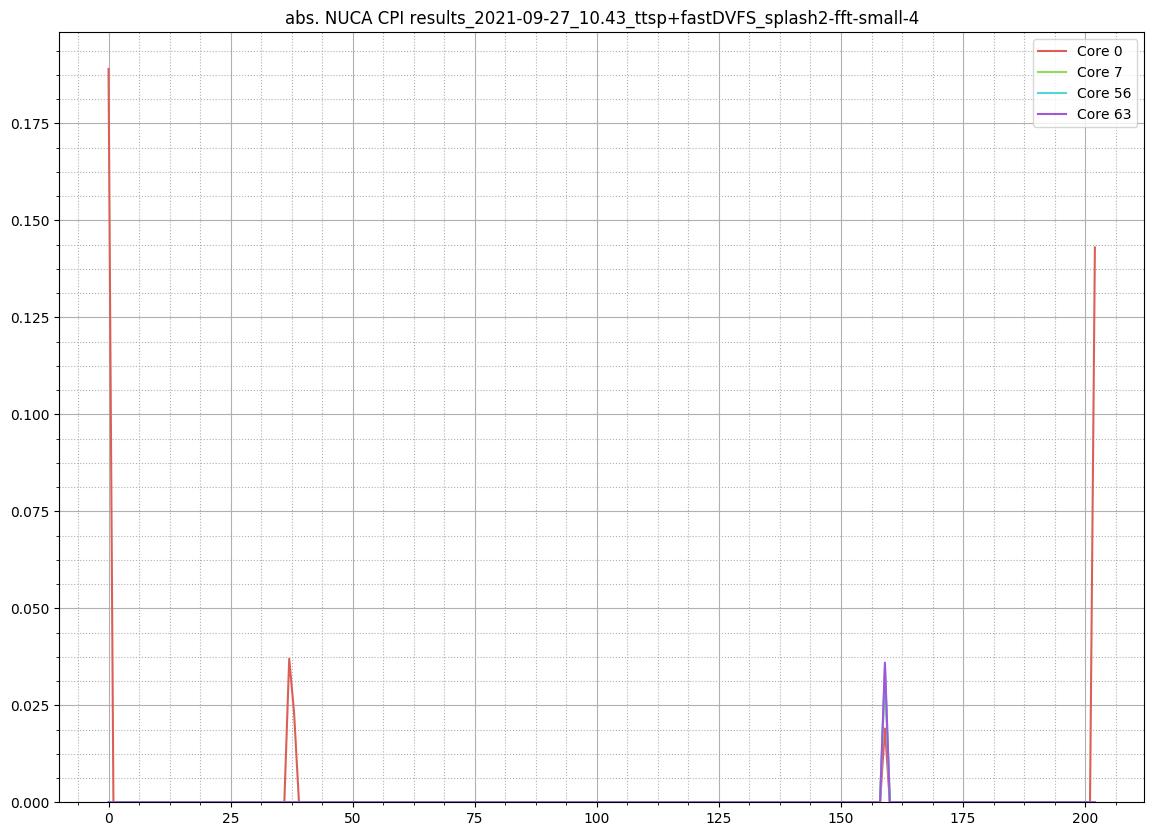 abs. NUCA CPI results_2021-09-27_10.43_ttsp+fastDVFS_splash2-fft-small-4
Core 0
Core 7
Core 56
Core 63
0.175
0.150
0.125
0.100
0.075
0.050
0.025
0.000
0 25 50 75 100 125 150 175 200